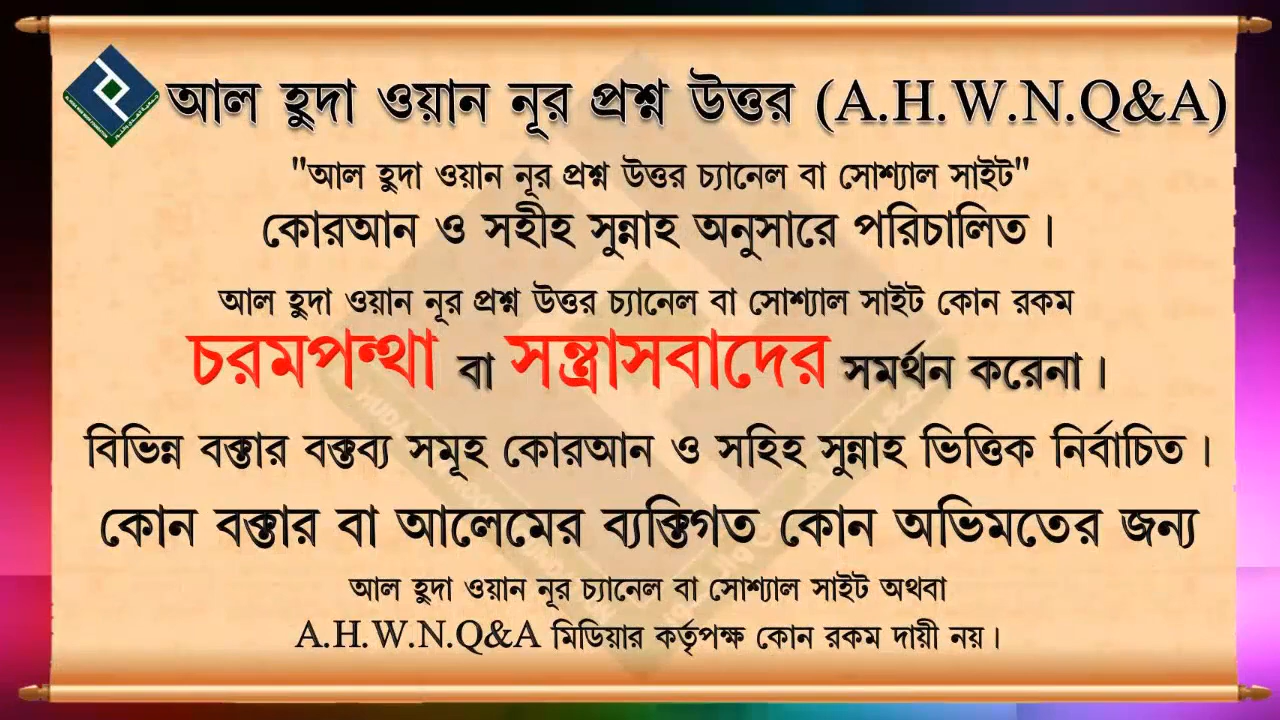 আল হুদা ওয়ান নূর প্রশ্ন উত্তর (A.H.W.N.Q&A)
"আল হুদা ওয়ান নূর প্রশ্ন উত্তর চ্যানেল বা সোশ্যাল সাইট"
কোরআন ও সহীহ সুন্নাহ অনুসারে পরিচালিত ।
আল হুদা ওয়ান নূর প্রশ্ন উত্তর চ্যানেল বা সোশ্যাল সাইট কোন রকম
চরমপন্থা বা সন্ত্রাসবাদের সমর্থন করেনা ।
বিভিন্ন বক্তার বক্তব্য সমূহ কোরআন ও সহিহ সুন্নাহ ভিত্তিক নির্বাচিত ।
কোন বক্তার বা আলেমের ব্যক্তিগত কোন অভিমতের জন্য
আল হুদা ওয়ান নূর চ্যানেল বা সোশ্যাল সাইট অথবা
A.H.W.N.Q&A মিডিয়ার কর্তৃপক্ষ কোন রকম দায়ী নয় ।